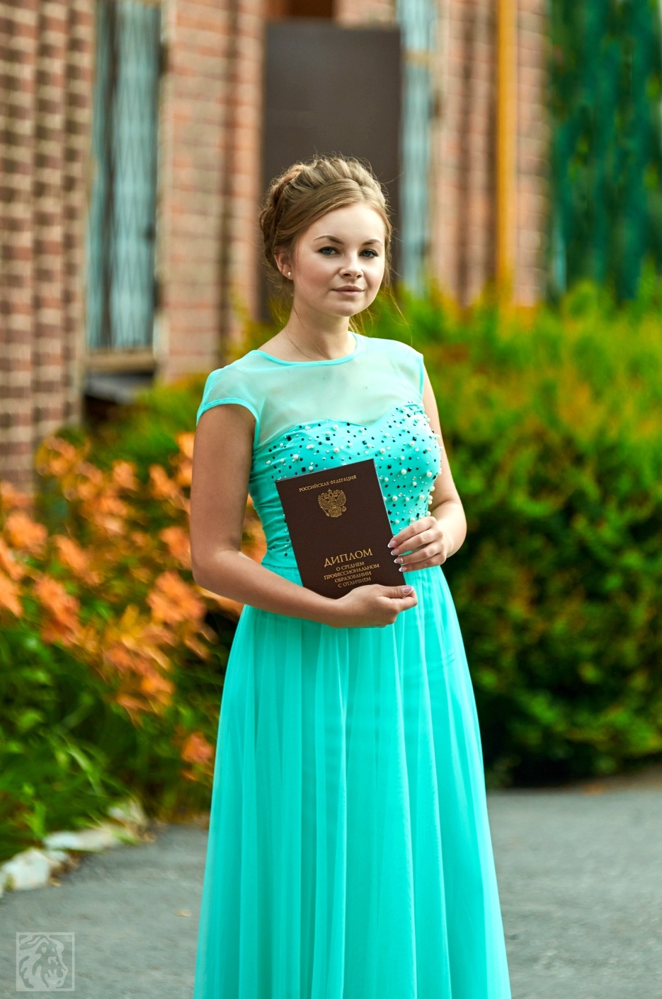 РОССИЙСКАЯ ФЕДЕРАЦИЯ
ДИПЛОМ
О СРЕДНЕМ
ПРОФЕССИОНАЛЬНОМ
ОБРАЗОВАНИИ
С ОТЛИЧИЕМ